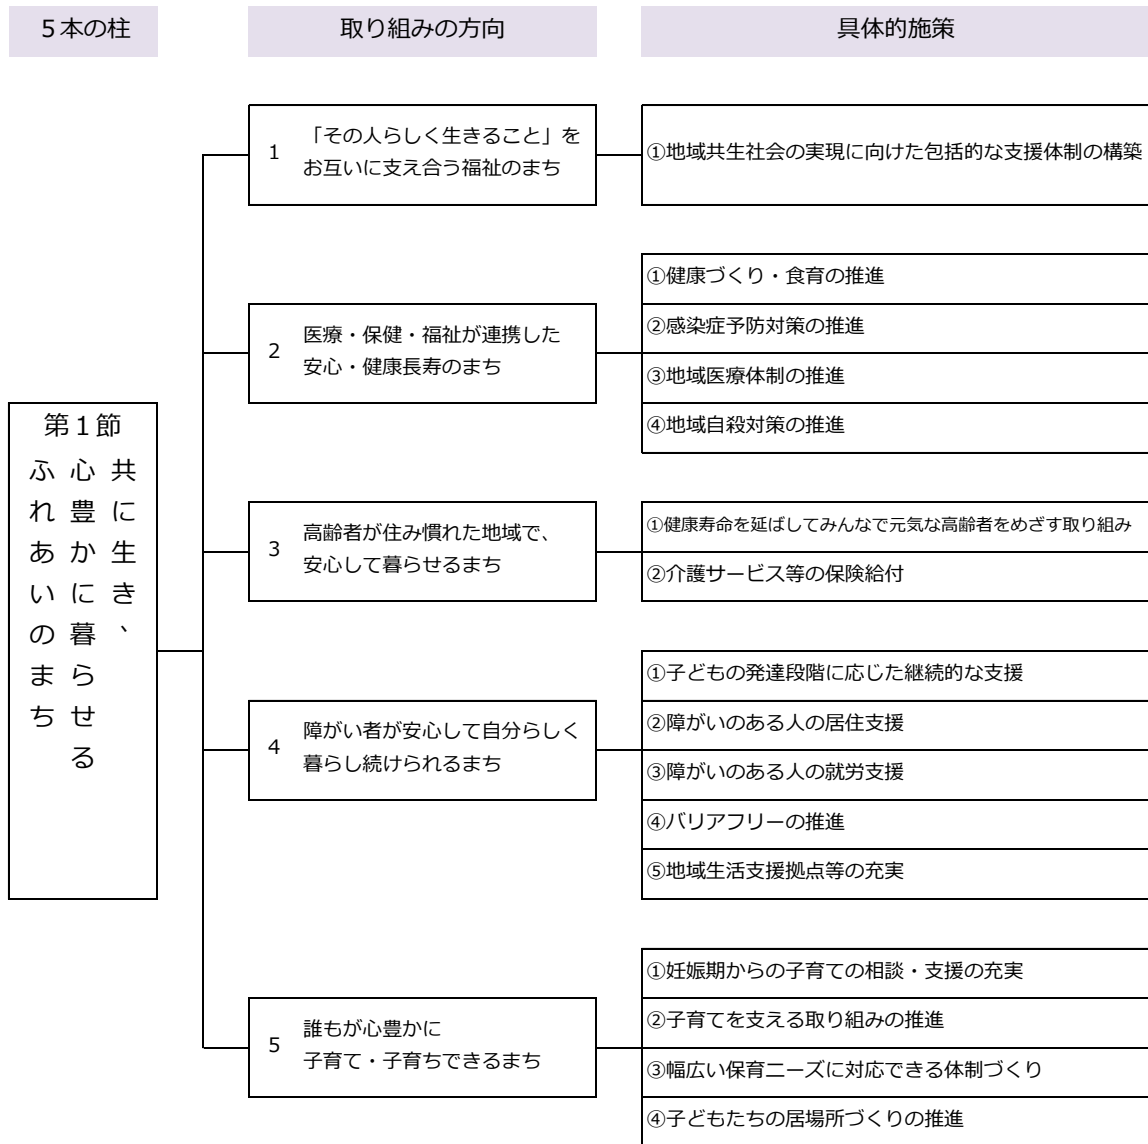 ５本の柱
取り組みの方向
具体的施策
第１節
共に生き、
心豊かに暮らせる
ふれあいのまち
1
「その人らしく生きること」を
お互いに支え合う福祉のまち
①地域共生社会の実現に向けた包括的な支援体制の構築
2
医療・保健・福祉が連携した
安心・健康長寿のまち
①健康づくり・食育の推進
②感染症予防対策の推進
③地域医療体制の推進
④地域自殺対策の推進
3
高齢者が住み慣れた地域で、
安心して暮らせるまち
①健康寿命を延ばしてみんなで元気な高齢者をめざす取り組み
②介護サービス等の保険給付
4
障がい者が安心して自分らしく
暮らし続けられるまち
①子どもの発達段階に応じた継続的な支援
②障がいのある人の居住支援
③障がいのある人の就労支援
④バリアフリーの推進
⑤地域生活支援拠点等の充実
5
誰もが心豊かに
子育て・子育ちできるまち
①妊娠期からの子育ての相談・支援の充実
②子育てを支える取り組みの推進
③幅広い保育ニーズに対応できる体制づくり
④子どもたちの居場所づくりの推進